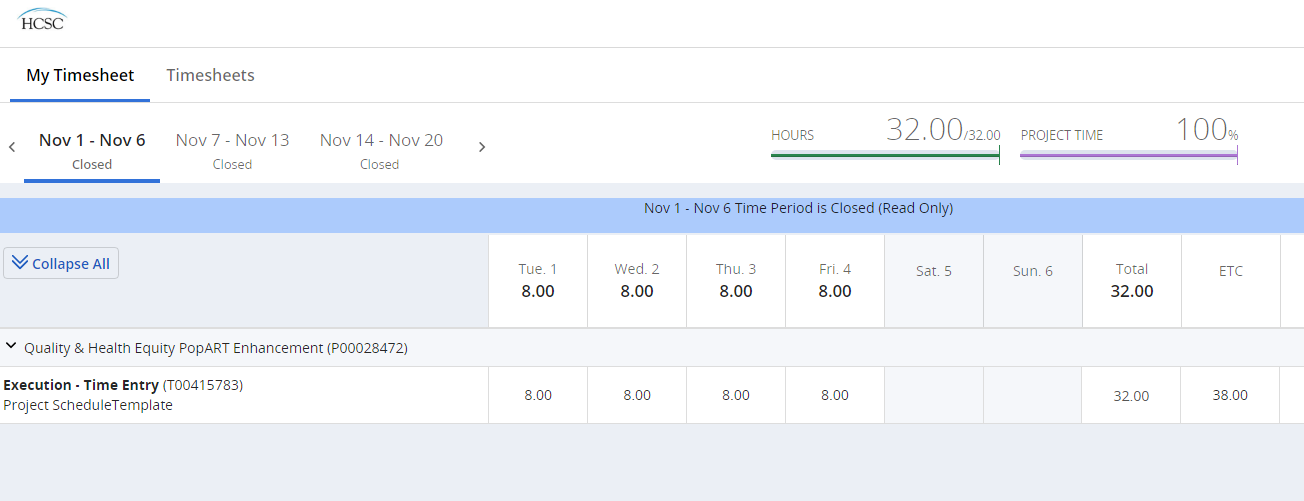 HCSC
My Timesheet Timesheets
Nov 1 - Nov 6 Nov 7 - Nov 13 Nov 14 - Nov 20
Closed Closed Closed
HOURS 32.00/32.00 PROJECT TIME 100%
Nov 1 - Nov 6 Time Period is Closed (Read Only)
Collapse All
Tue. 1 Wed. 2 Thu. 3 Fri. 4 Sat. 5 Sun. 6 Total ETC
8.00 8.00 8.00 8.00 32.00
Quality & Health Equity PopART Enhancement (P00028472)
Execution - Time Entry (T00415783)
Project ScheduleTemplate
8.00 8.00 8.00 8.00 32.00 38.00